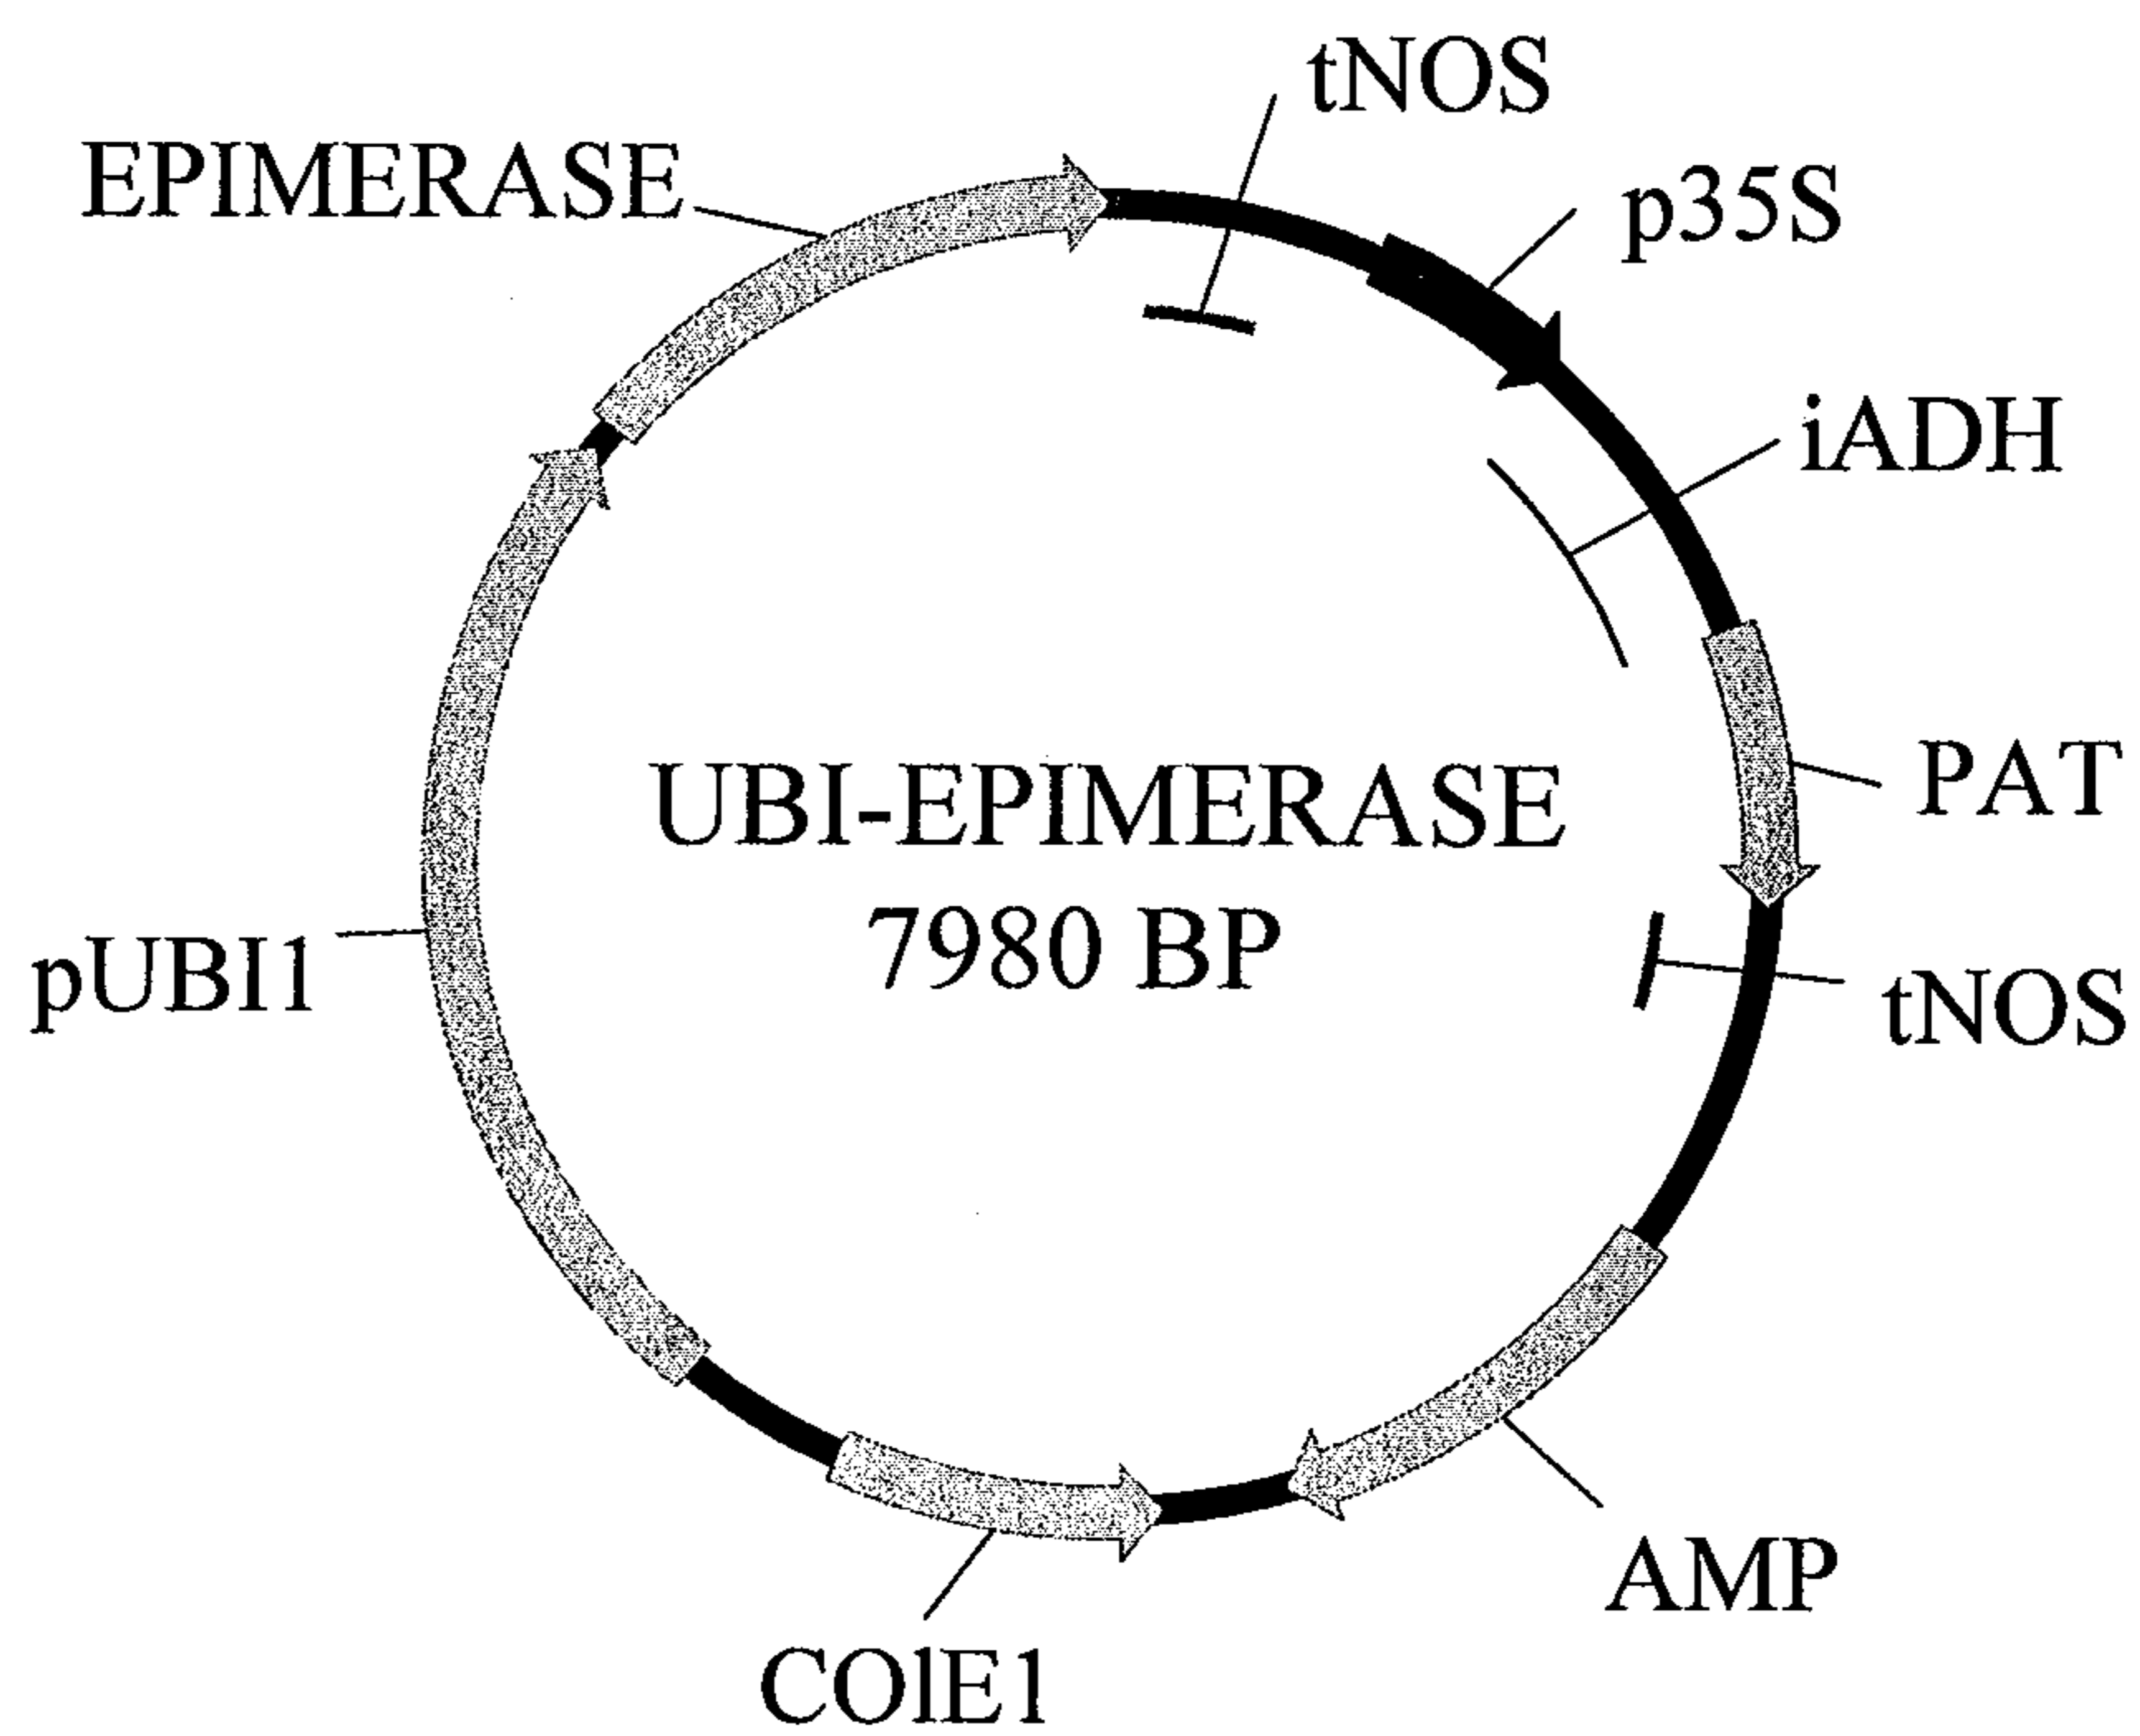 tNOS
EPIMERASE
p35S
iADH
UBI-EPIMERASE
7980 BP
PAT
pUBI1
tNOS
AMP
COlE1